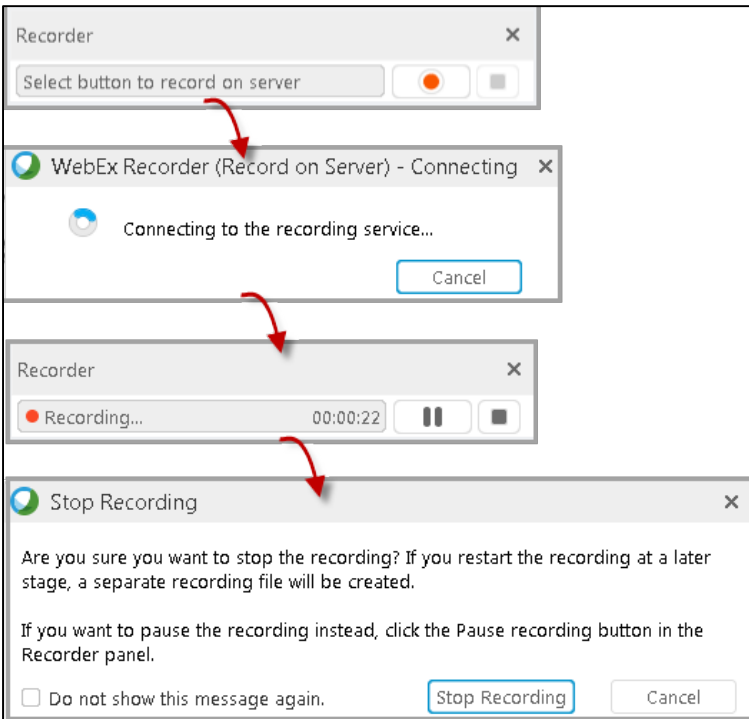 Recorder
Select button to record on server
WebEx Recorder (Record on Server) - Connecting
Connecting to the recording service...
Cancel
Recorder
Recording... 00:00:22
Stop Recording
Are you sure you want to stop the recording? If you restart the recording at a later
stage, a separate recording file will be created.
If you want to pause the recording instead, click the Pause recording button in the
Recorder panel.
Do not show this message again. Stop Recording Cancel